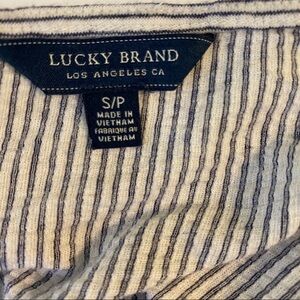 LUCKY BRAND
LOS ANGELES CA
S/P
MADE IN
VIETNAM
FABRIQUÉ AU
VIETNAM